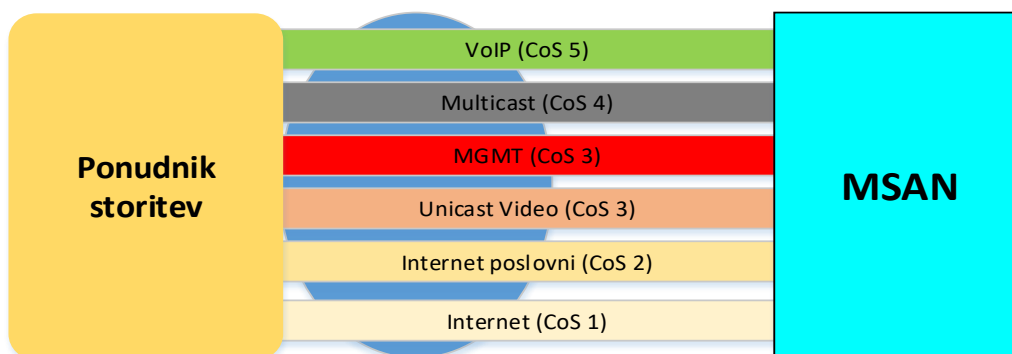 Ponudnik
storitev
VoIP (CoS 5)
Multicast (CoS 4)
MGMT (CoS 3)
Unicast Video (CoS 3)
Internet poslovni (CoS 2)
Internet (CoS 1)
MSAN